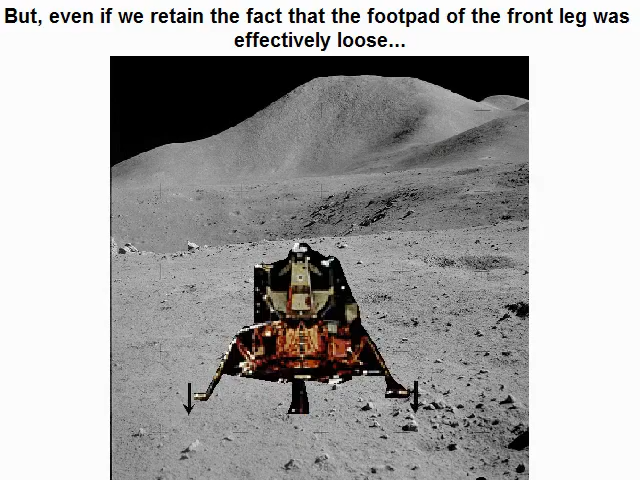 But, even if we retain the fact that the footpad of the front leg was
effectively loose...